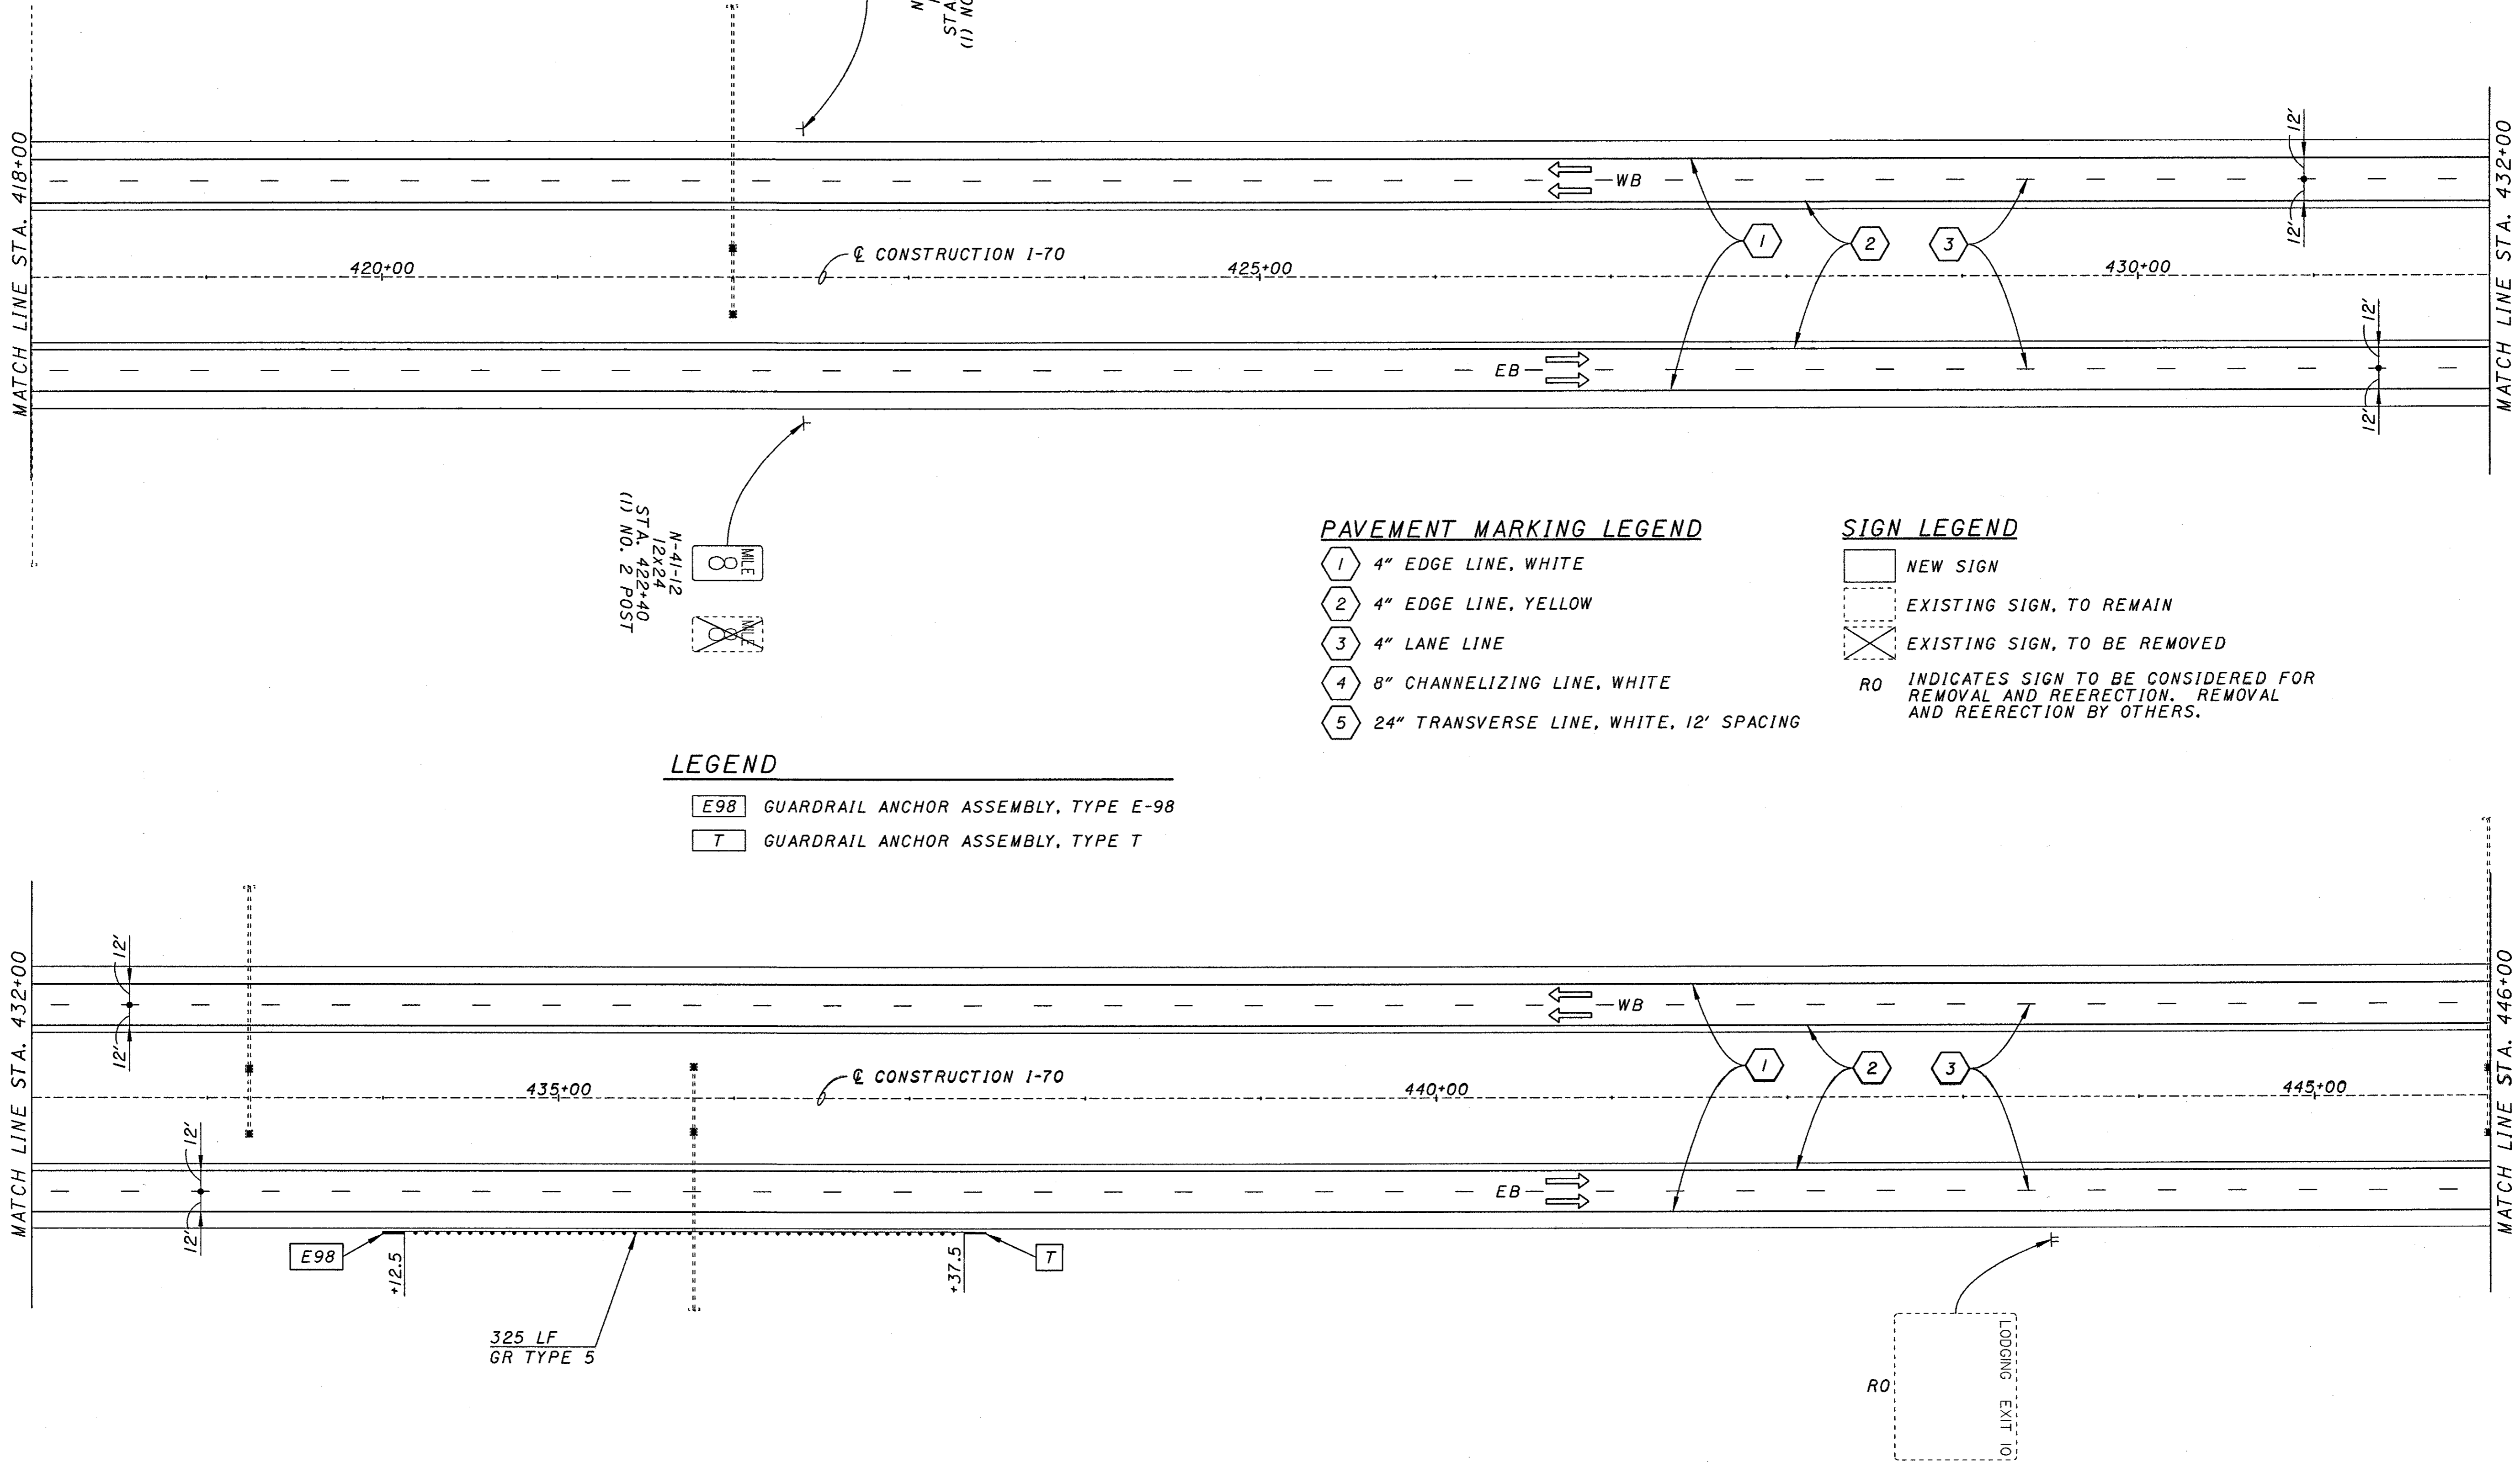 STA
(1) NO
MATCH LINE STA. 418+00
MATCH LINE STA. 432+00
12'
12'
WB
1
2
3
℄ CONSTRUCTION I-70
420+00
425+00
430+00
12'
12'
EB
MILE
8
MILE
8
N-41-12
12x24
STA. 422+40
(1) NO. 2 POST
PAVEMENT MARKING LEGEND
1 4" EDGE LINE, WHITE
2 4" EDGE LINE, YELLOW
3 4" LANE LINE
4 8" CHANNELIZING LINE, WHITE
5 24" TRANSVERSE LINE, WHITE, 12' SPACING
SIGN LEGEND
NEW SIGN
EXISTING SIGN, TO REMAIN
EXISTING SIGN, TO BE REMOVED
RO INDICATES SIGN TO BE CONSIDERED FOR
REMOVAL AND REERECTION. REMOVAL
AND REERECTION BY OTHERS.
LEGEND
E98 GUARDRAIL ANCHOR ASSEMBLY, TYPE E-98
T GUARDRAIL ANCHOR ASSEMBLY, TYPE T
MATCH LINE STA. 432+00
MATCH LINE STA. 446+00
12'
12'
WB
1
2
3
℄ CONSTRUCTION I-70
435+00
440+00
445+00
12'
12'
EB
E98
+12.5
+37.5
T
325 LF
GR TYPE 5
RO
LODGING EXIT 10